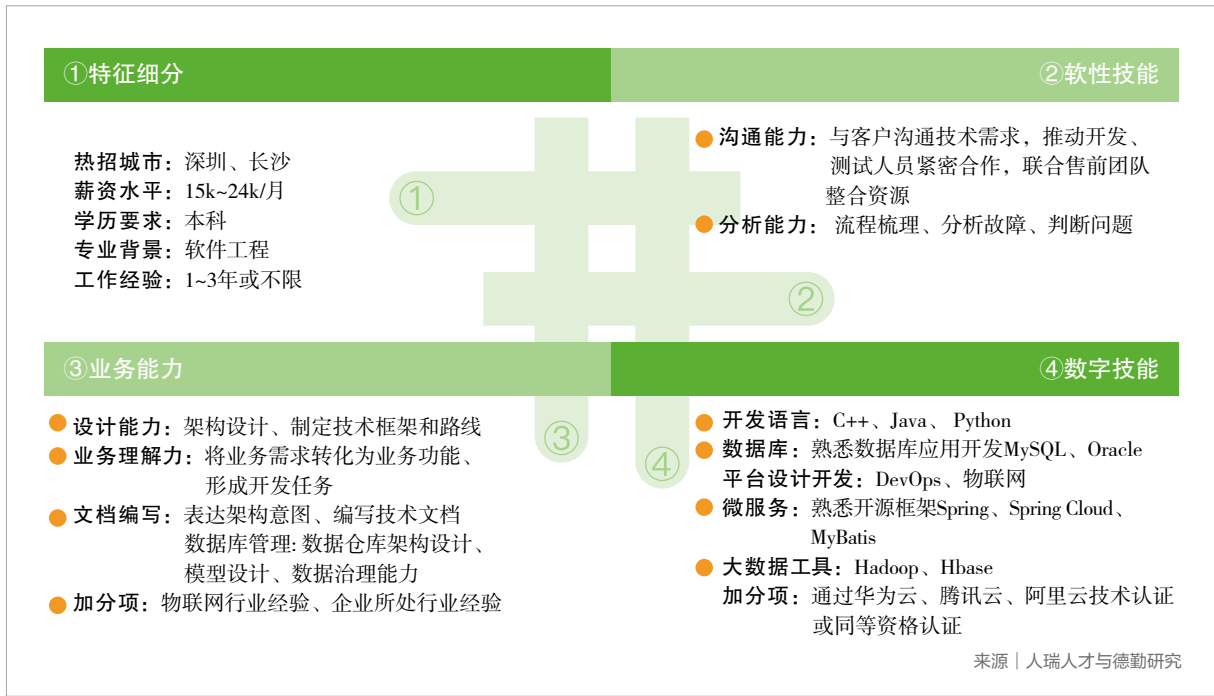 ①特征细分
②软性技能
热招城市：深圳、长沙
薪资水平：15k~24k/月
学历要求：本科
专业背景：软件工程
工作经验：1~3年或不限
沟通能力：与客户沟通技术需求，推动开发、
测试人员紧密合作，联合售前团队
整合资源
分析能力：流程梳理、分析故障、判断问题
①
②
③
④
③业务能力
④数字技能
设计能力：架构设计、制定技术框架和路线
业务理解力：将业务需求转化为业务功能、
形成开发任务
文档编写：表达架构意图、编写技术文档
数据库管理: 数据仓库架构设计、
模型设计、数据治理能力
加分项：物联网行业经验、企业所处行业经验
开发语言：C++、Java、 Python
数据库：熟悉数据库应用开发MySQL、Oracle
平台设计开发：DevOps、物联网
微服务：熟悉开源框架Spring、Spring Cloud、
MyBatis
大数据工具：Hadoop、Hbase
加分项：通过华为云、腾讯云、阿里云技术认证
或同等资格认证
来源｜人瑞人才与德勤研究